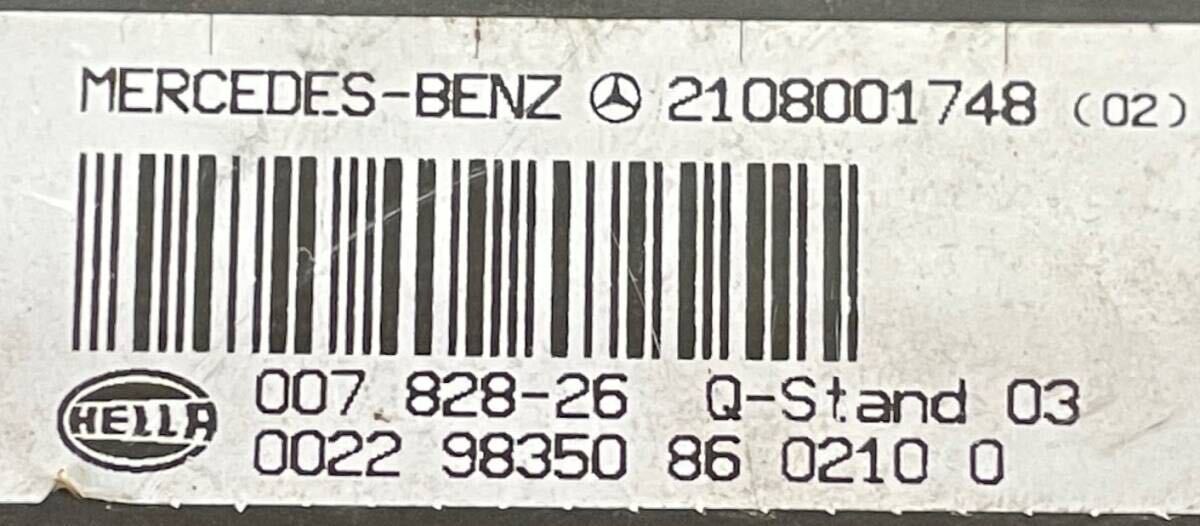 MERCEDES-BENZ 2108001748 (02)
HELLA 007 828-26 Q-Stand 03
0022 98350 86 0210 0